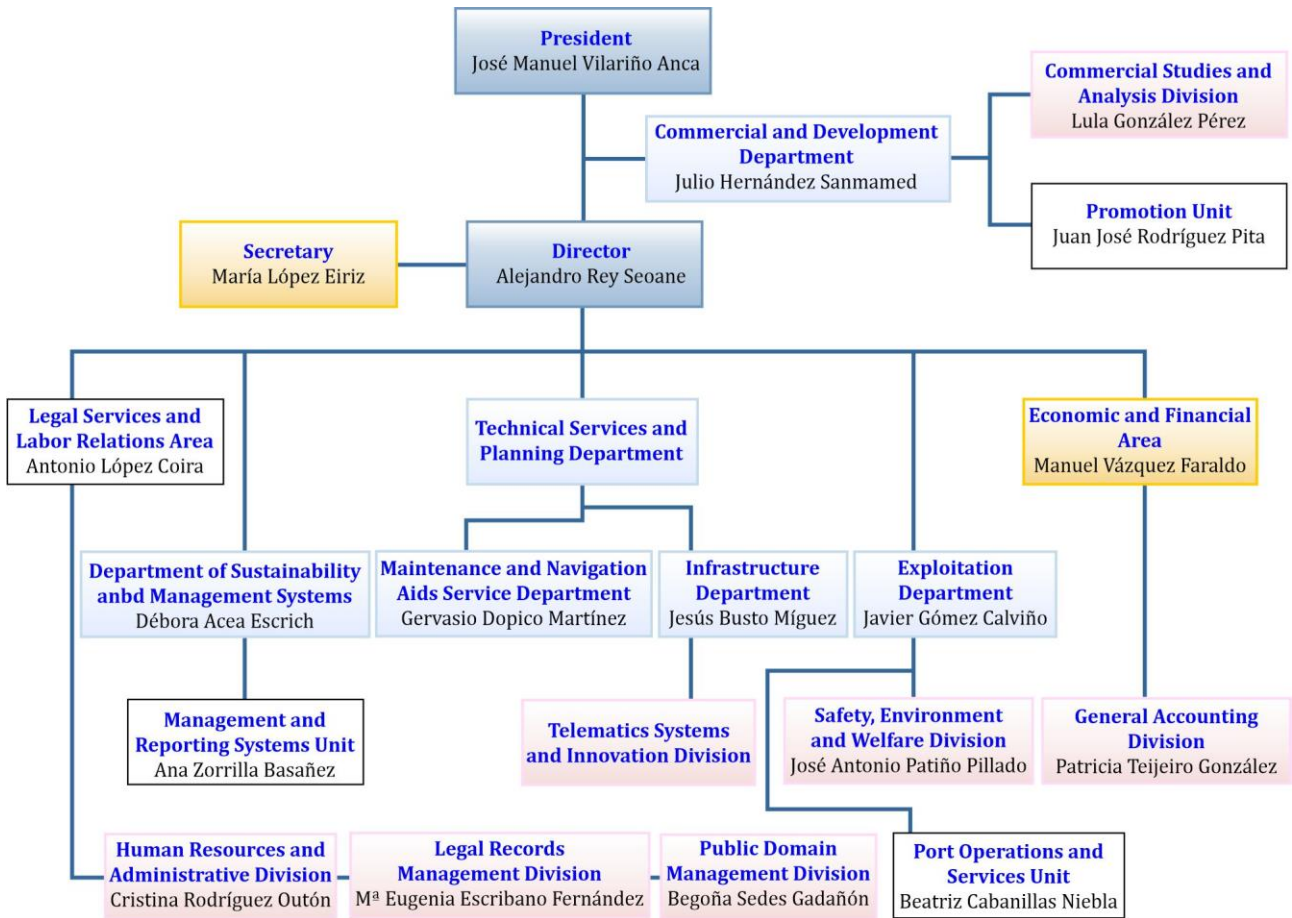 President
José Manuel Vilariño Anca
Commercial Studies and
Analysis Division
Lula González Pérez
Commercial and Development
Department
Julio Hernández Sanmamed
Promotion Unit
Juan José Rodríguez Pita
Secretary
María López Eiriz
Director
Alejandro Rey Seoane
Legal Services and
Labor Relations Area
Antonio López Coira
Technical Services and
Planning Department
Economic and Financial
Area
Manuel Vázquez Faraldo
Department of Sustainability
anbd Management Systems
Débora Acea Escrich
Maintenance and Navigation
Aids Service Department
Gervasio Dopico Martínez
Infrastructure
Department
Jesús Busto Míguez
Exploitation
Department
Javier Gómez Calviño
Management and
Reporting Systems Unit
Ana Zorrilla Basañez
Telematics Systems
and Innovation Division
Safety, Environment
and Welfare Division
José Antonio Patiño Pillado
General Accounting
Division
Patricia Teijeiro González
Human Resources and
Administrative Division
Cristina Rodríguez Outón
Legal Records
Management Division
Mª Eugenia Escribano Fernández
Public Domain
Management Division
Begoña Sedes Gadañón
Port Operations and
Services Unit
Beatriz Cabanillas Niebla